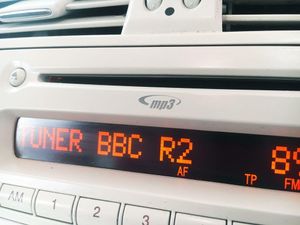 mp3
TUNER BBC R2 89
AF TP FM
AM 1 2 3